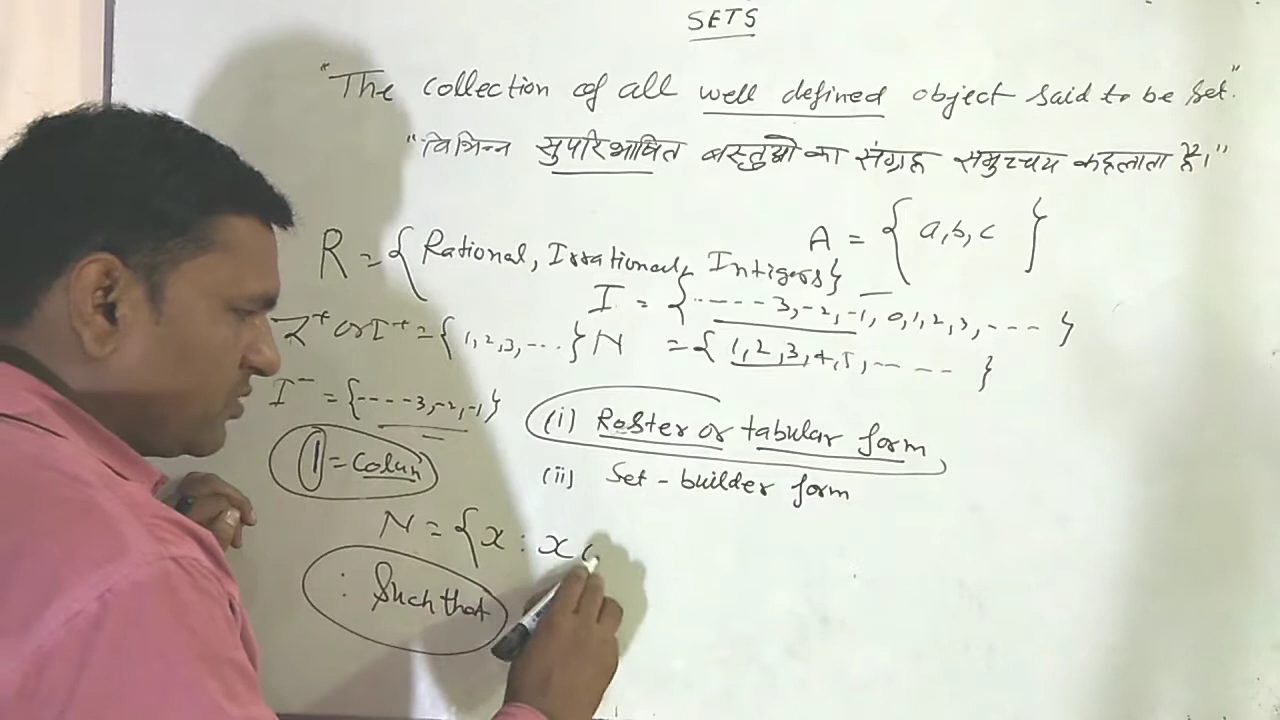 SETS
"The collection of all well defined object said to be set."
"विभिन्न सुपरिभाषित वस्तुओ का संग्रह समुच्चय कहलाता है।"
A = { a, b, c }
R = { Rational, Irrational, Intigers }
I = { ----- 3, -2, -1, 0, 1, 2, 3, --- }
Z⁺ or I⁺ = { 1, 2, 3, --- } N = { 1, 2, 3, 4, 5, ----- }
I⁻ = { ---- 3, -2, -1 }
(i) Roster or tabular form
| = Colun
(ii) Set-builder form
N = { x : x
: Such that